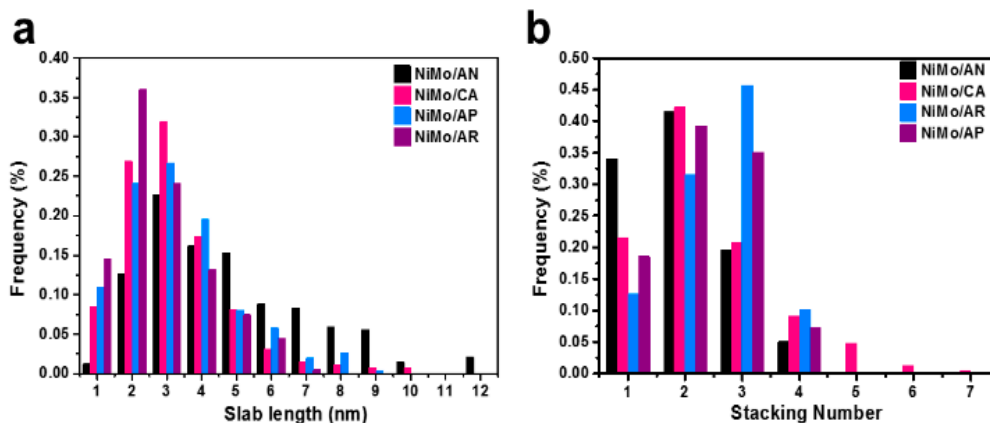 a
0.40
0.35
0.30
0.25
0.20
0.15
0.10
0.05
0.00
Frequency (%)
NiMo/AN
NiMo/CA
NiMo/AP
NiMo/AR
1 2 3 4 5 6 7 8 9 10 11 12
Slab length (nm)
b
0.50
0.45
0.40
0.35
0.30
0.25
0.20
0.15
0.10
0.05
0.00
Frequency (%)
NiMo/AN
NiMo/CA
NiMo/AR
NiMo/AP
1 2 3 4 5 6 7
Stacking Number